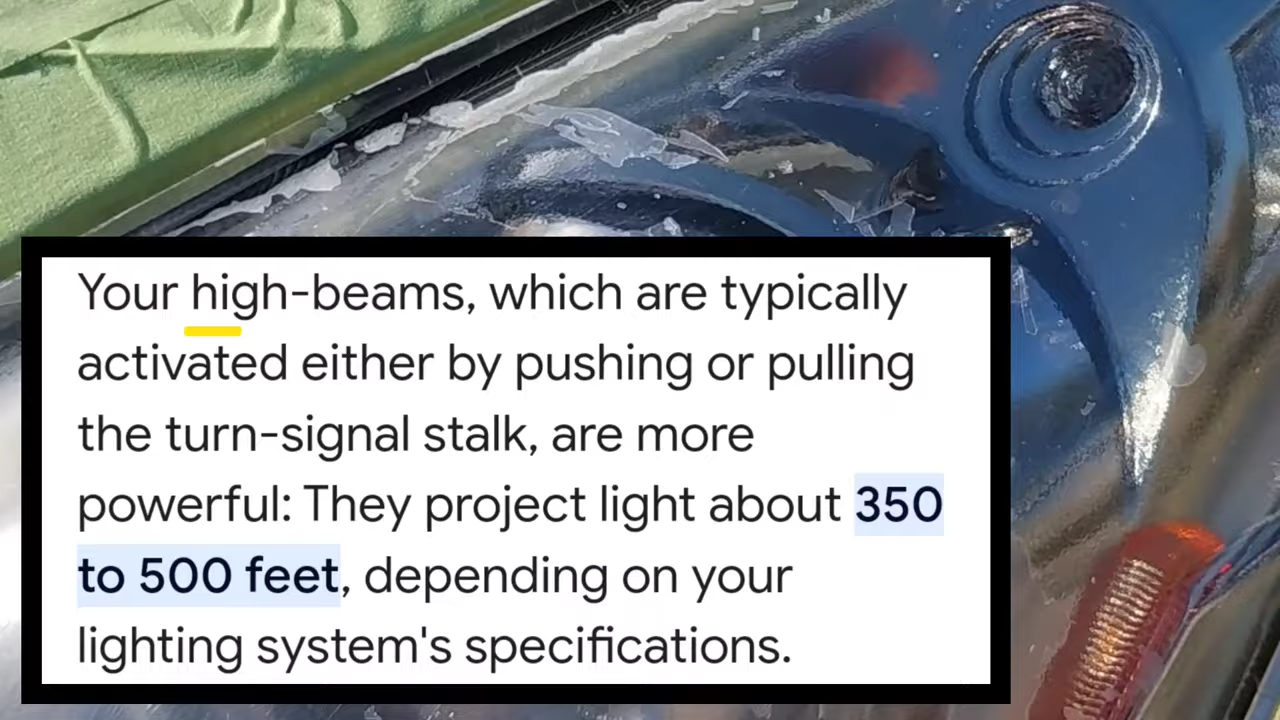 Your high-beams, which are typically
activated either by pushing or pulling
the turn-signal stalk, are more
powerful: They project light about 350
to 500 feet, depending on your
lighting system's specifications.